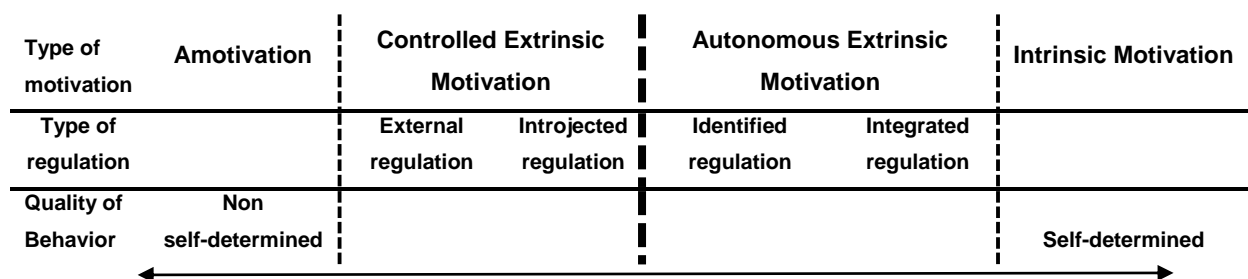 Type of motivation
Amotivation
Controlled Extrinsic
Motivation
Autonomous Extrinsic
Motivation
Intrinsic Motivation
Type of
regulation
External
regulation
Introjected
regulation
Identified
regulation
Integrated
regulation
Quality of
Behavior
Non
self-determined
Self-determined